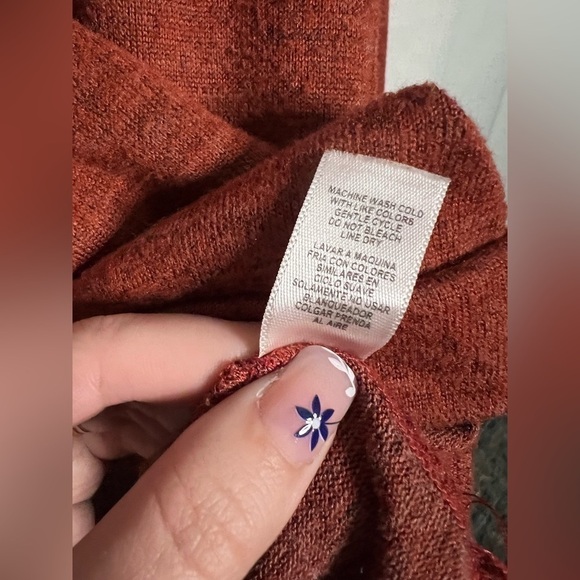 MACHINE WASH COLD
WITH LIKE COLORS
GENTLE CYCLE
DO NOT BLEACH
LINE DRY
LAVAR A MAQUINA
FRIA CON COLORES
SIMILARES EN
CICLO SUAVE
SOLAMENTE NO USAR
BLANQUEADOR
COLGAR PRENDA
AL AIRE